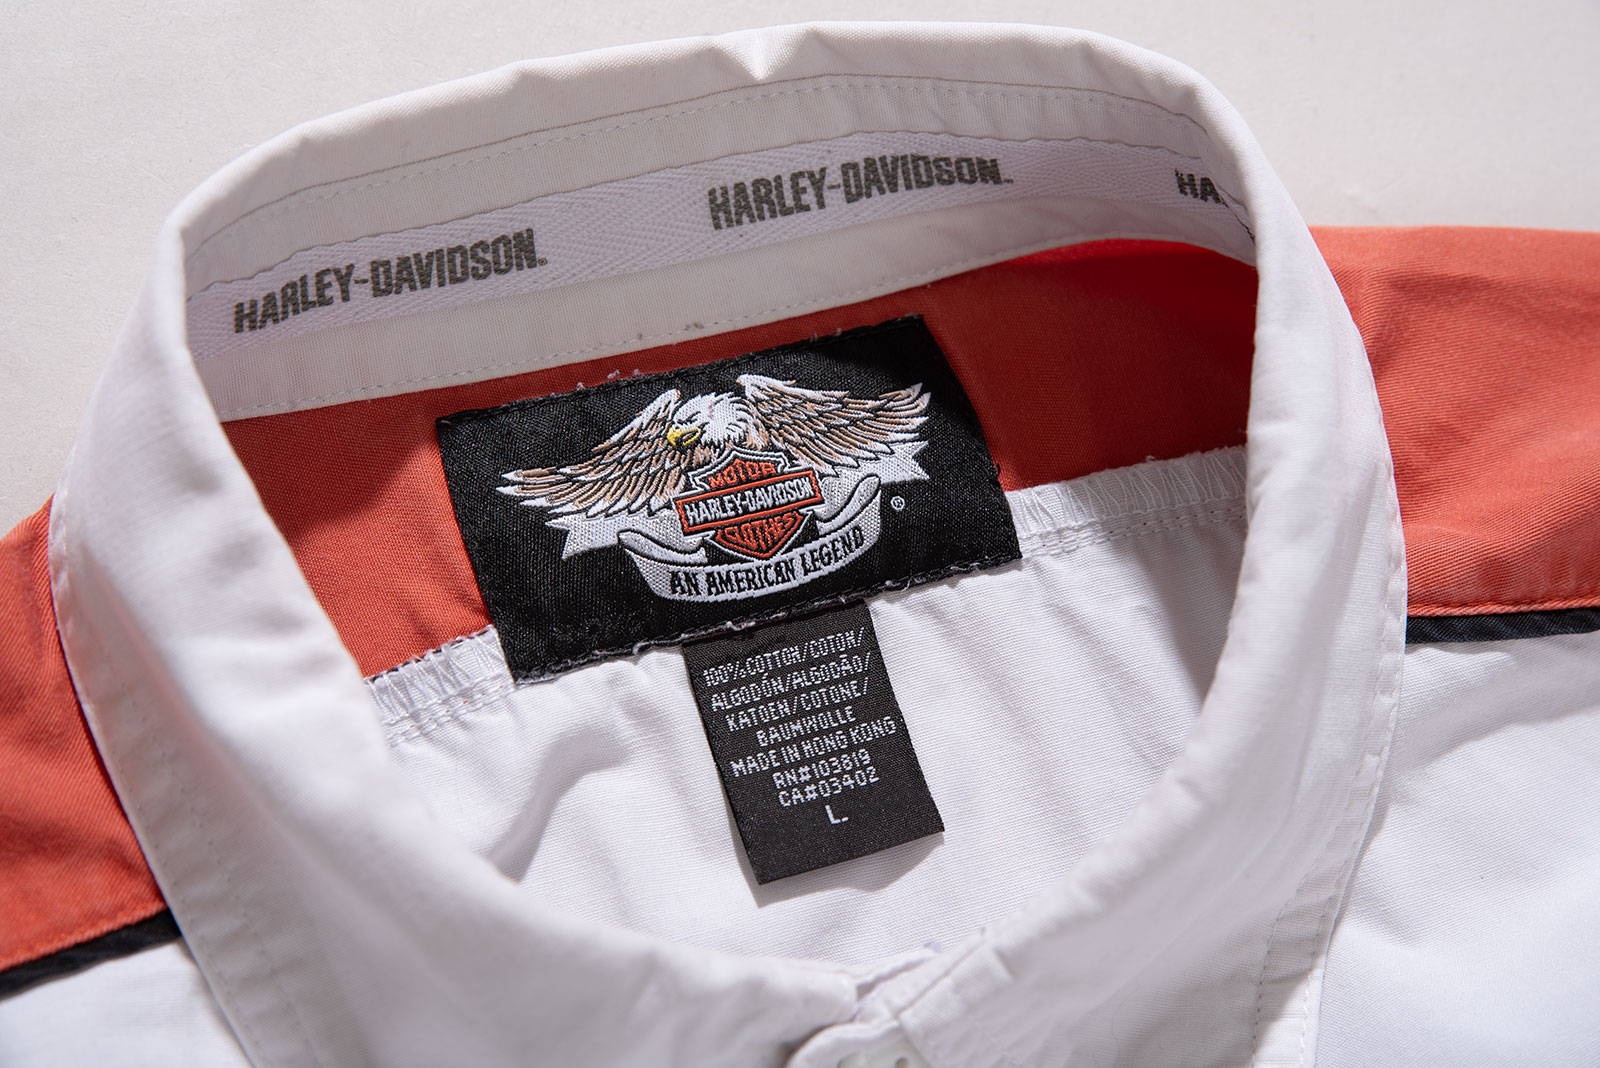 HARLEY-DAVIDSON.
HARLEY-DAVIDSON.
HA
MOTOR
HARLEY-DAVIDSON
CLOTHES
®
AN AMERICAN LEGEND
100% COTTON/COTON/
ALGODÓN/ALGODÃO/
KATOEN/COTONE/
BAUMWOLLE
MADE IN HONG KONG
RN#103819
CA#03402
L.